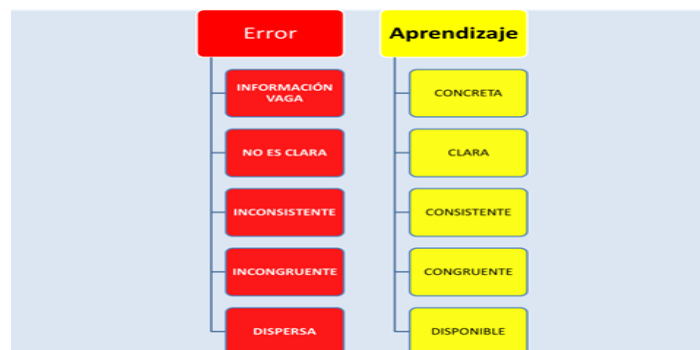 Error
Aprendizaje
INFORMACIÓN
VAGA
CONCRETA
NO ES CLARA
CLARA
INCONSISTENTE
CONSISTENTE
INCONGRUENTE
CONGRUENTE
DISPERSA
DISPONIBLE